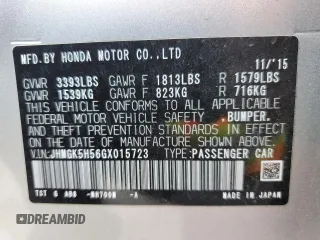 MFD.BY HONDA MOTOR CO.,LTD
11/'15
GVWR 3393LBS GAWR F 1813LBS R 1579LBS
GVWR 1539KG GAWR F 823KG R 716KG
THIS VEHICLE CONFORMS TO ALL APPLICABLE
FEDERAL MOTOR VEHICLE SAFETY, BUMPER,
AND THEFT PREVENTION STANDARDS IN EFFECT
ON THE DATE OF MANUFACTURE SHOWN ABOVE.
VIN:JHMGK5H56GX015723 TYPE:PASSENGER CAR
-A MADE IN JAPAN
DREAMBID
dreambid.com